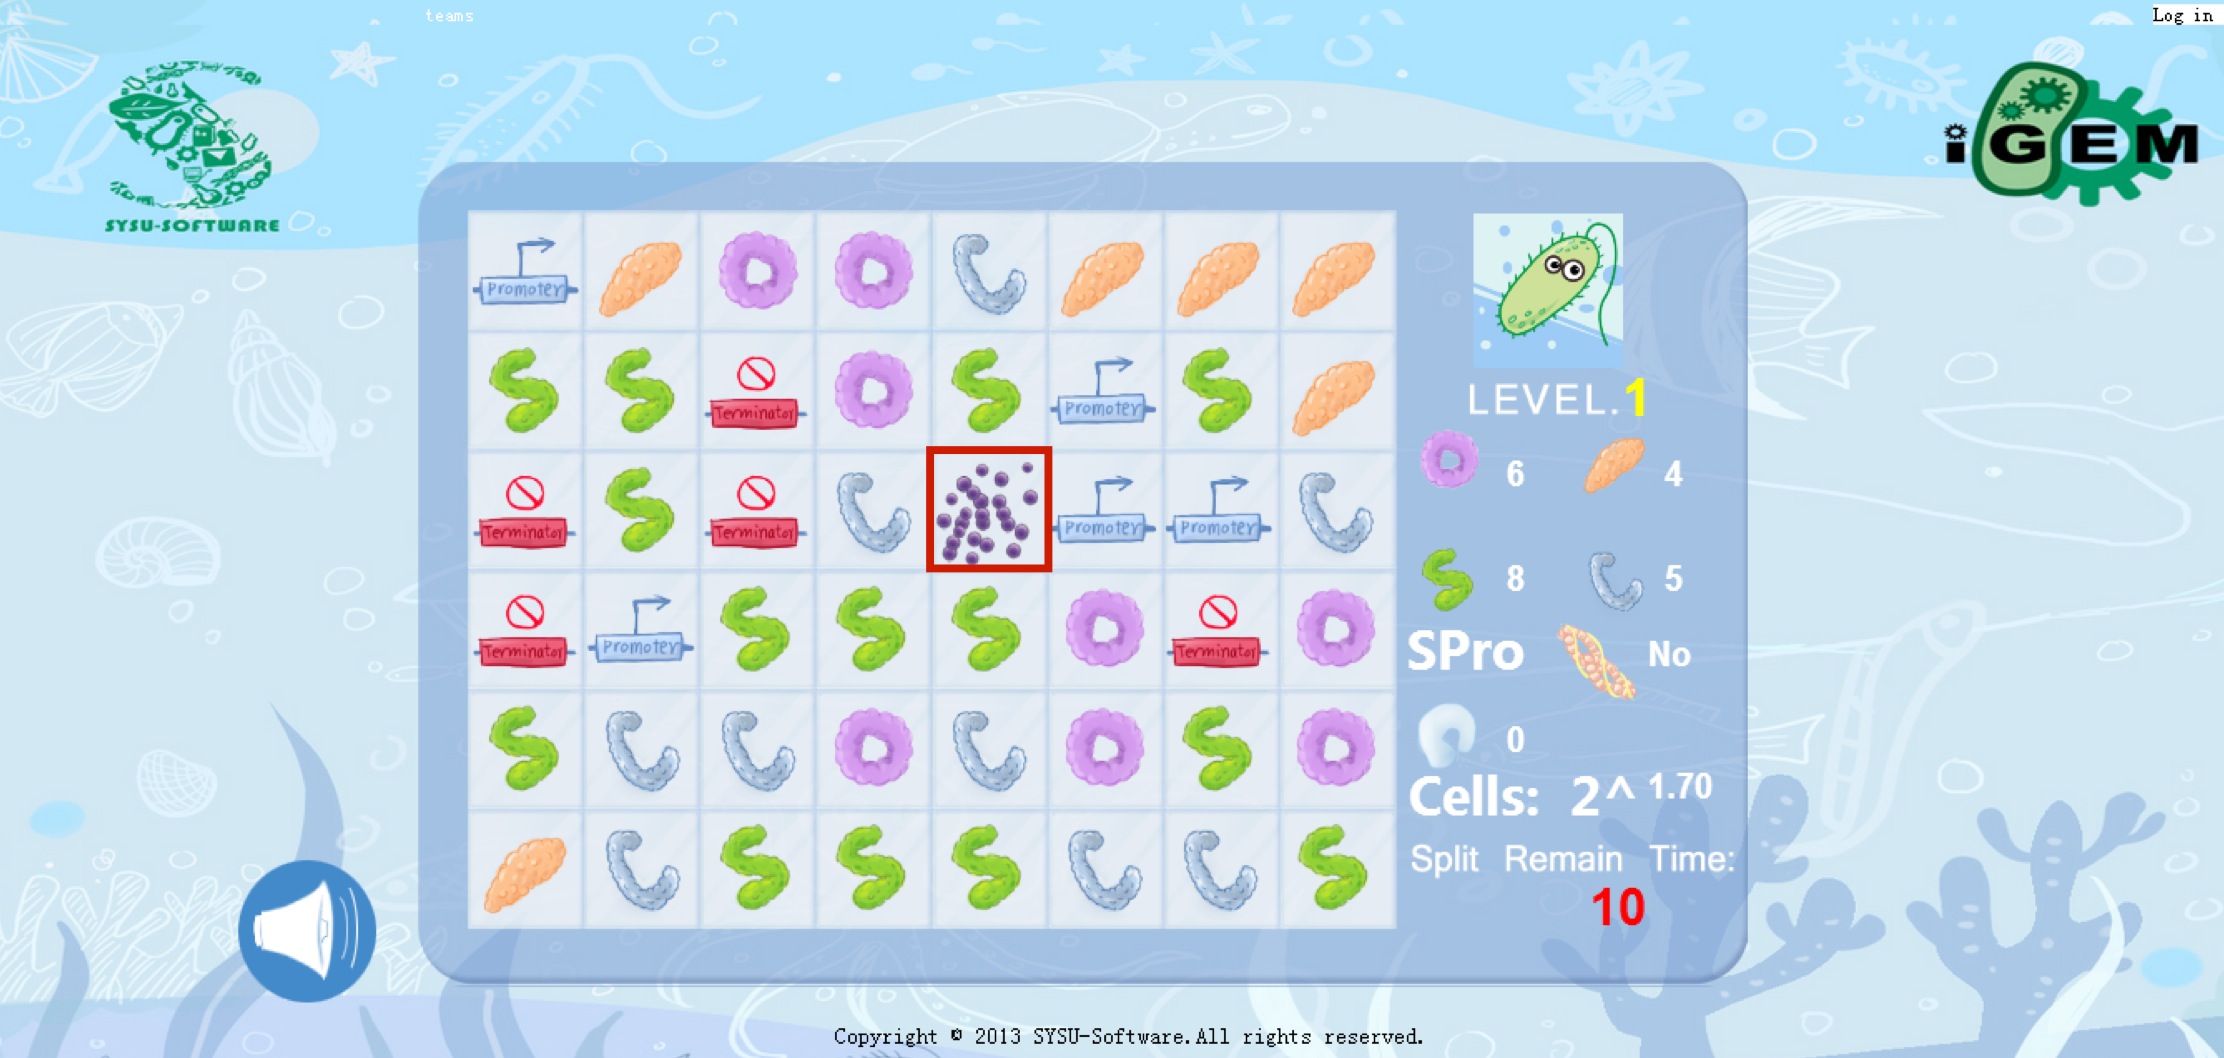 teams
Log in
SYSU-SOFTWARE
iGEM
Promoter
LEVEL.1
Terminator
Promoter
6
4
Terminator
Terminator
Promoter
Promoter
8
5
Terminator
Promoter
Terminator
SPro
No
0
Cells: 2^1.70
Split Remain Time:
10
Copyright © 2013 SYSU-Software.All rights reserved.